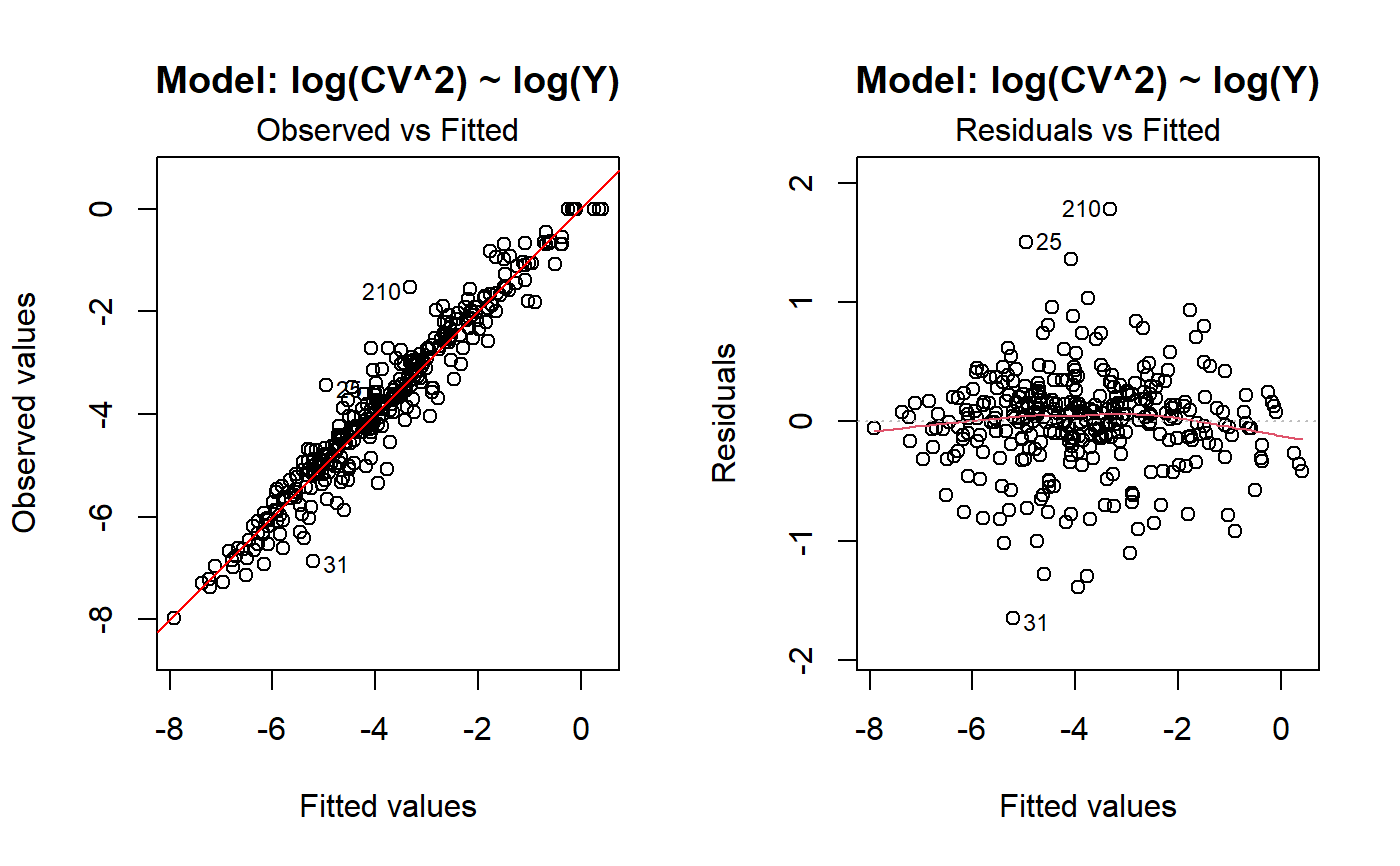 Model: log(CV^2) ~ log(Y)
Observed vs Fitted
Observed values
0
-2
-4
-6
-8
210
25
31
-8 -6 -4 -2 0
Fitted values
Model: log(CV^2) ~ log(Y)
Residuals vs Fitted
Residuals
2
1
0
-1
-2
210
25
31
-8 -6 -4 -2 0
Fitted values